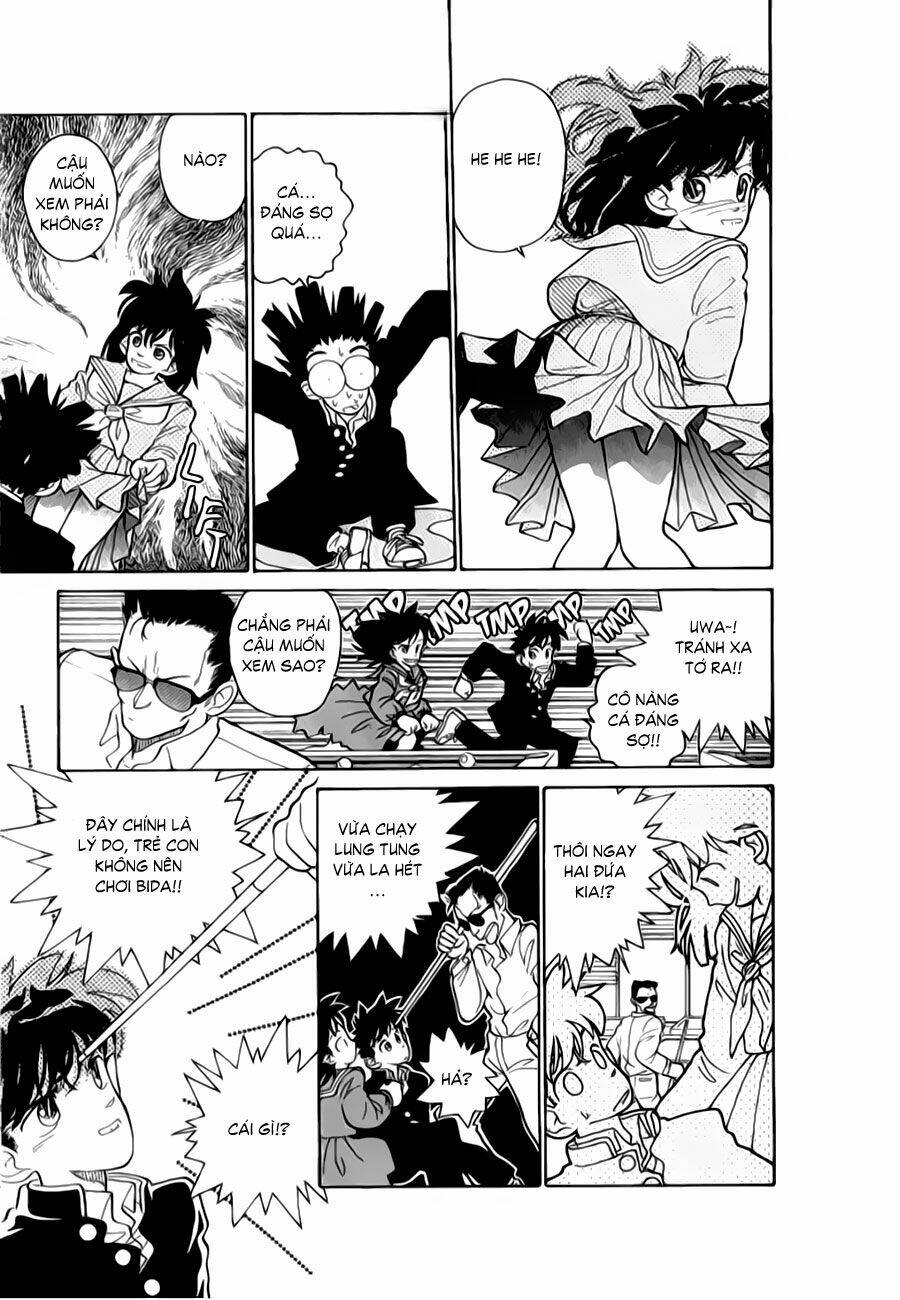 HE HE HE!
CÁ...
ĐÁNG SỢ
QUÁ...
NÀO?
CẬU
MUỐN
XEM PHẢI
KHÔNG?
LIFT
UWA~!
TRÁNH XA
TỚ RA!!
CÔ NÀNG
CÁ ĐÁNG
SỢ!!
TMP
TMP
TMP
TMP
TMP
CHẲNG PHẢI
CẬU MUỐN
XEM SAO?
THÔI NGAY
HAI ĐỨA
KIA!?
VỪA CHẠY
LUNG TUNG
VỪA LA HÉT
...
HẢ?
ĐÂY CHÍNH LÀ
LÝ DO, TRẺ CON
KHÔNG NÊN
CHƠI BIDA!!
CÁI GÌ!?